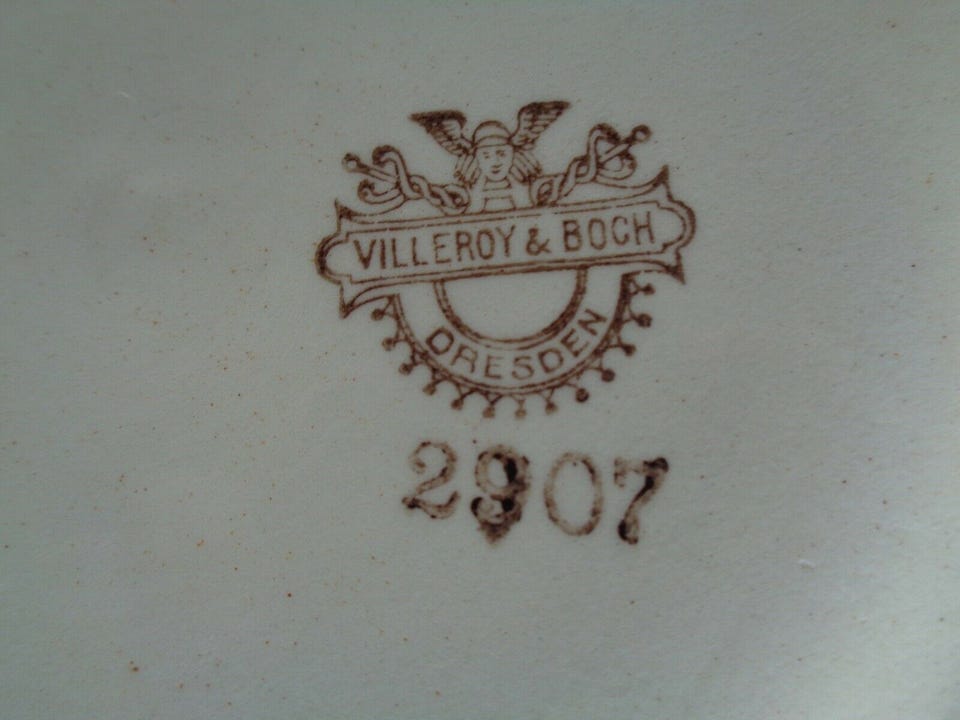 VILLEROY & BOCH
DRESDEN
2907